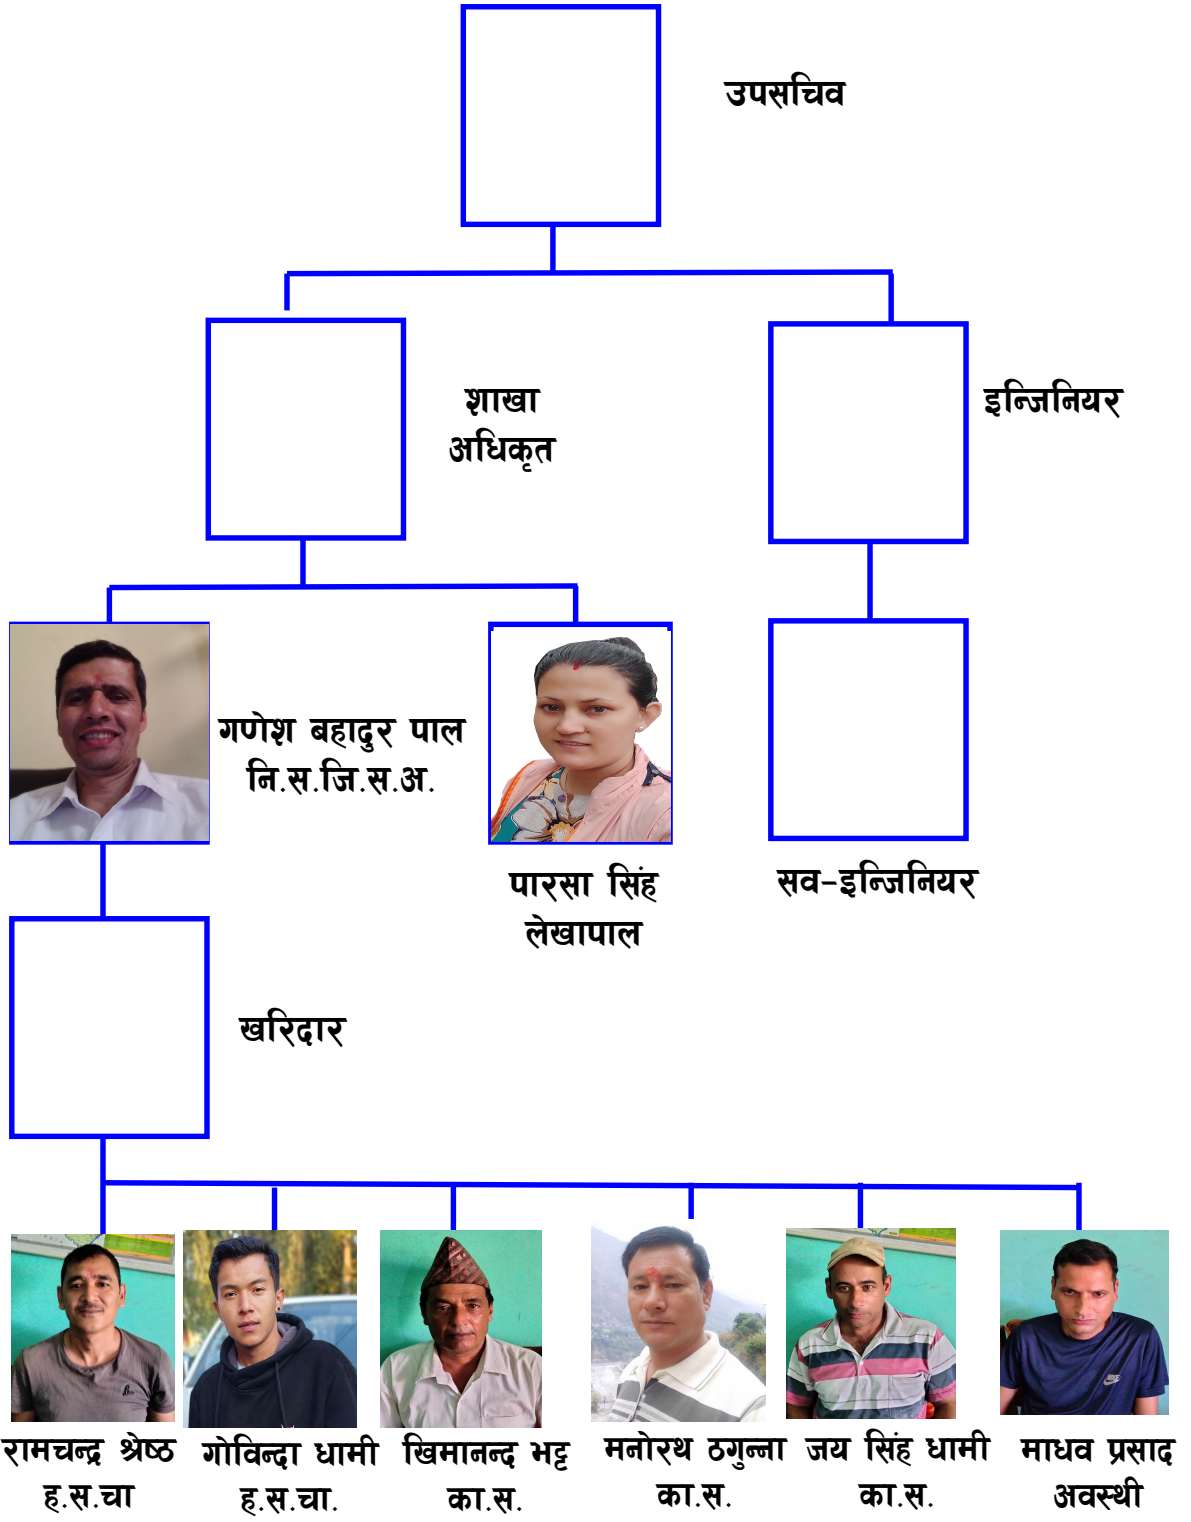 उपसचिव
शाखा
अधिकृत
इन्जिनियर
गणेश बहादुर पाल
नि.स.जि.स.अ.
पारसा सिंह
लेखापाल
सव-इन्जिनियर
खरिदार
रामचन्द्र श्रेष्ठ
ह.स.चा
गोविन्दा धामी
ह.स.चा.
खिमानन्द भट्ट
का.स.
मनोरथ ठगुन्ना
का.स.
जय सिंह धामी
का.स.
माधव प्रसाद
अवस्थी
NIKE